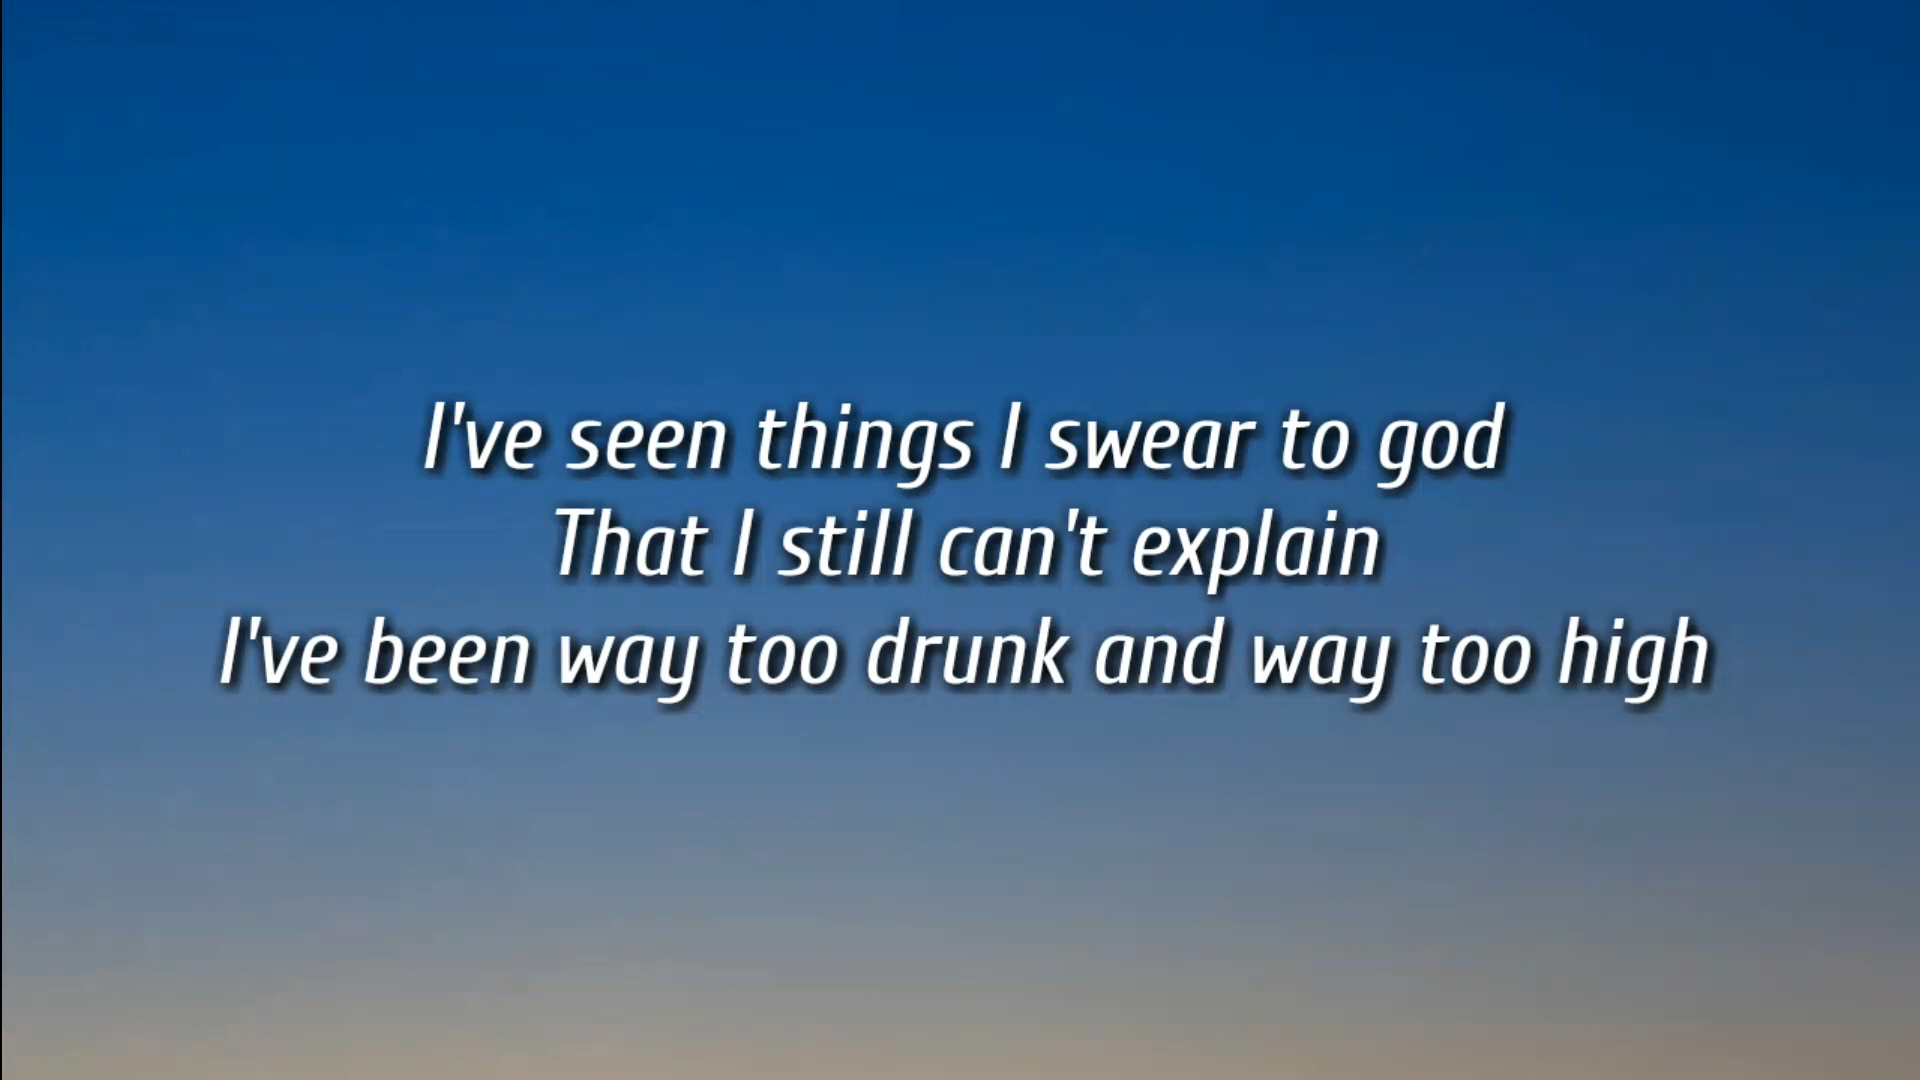 I've seen things I swear to god
That I still can't explain
I've been way too drunk and way too high